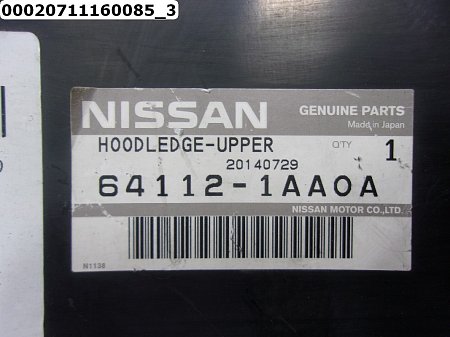 00020711160085_3
NISSAN GENUINE PARTS
Made in Japan
HOODLEDGE-UPPER Q'TY 1
20140729
64112-1AA0A
NISSAN MOTOR CO.,LTD.
N1138